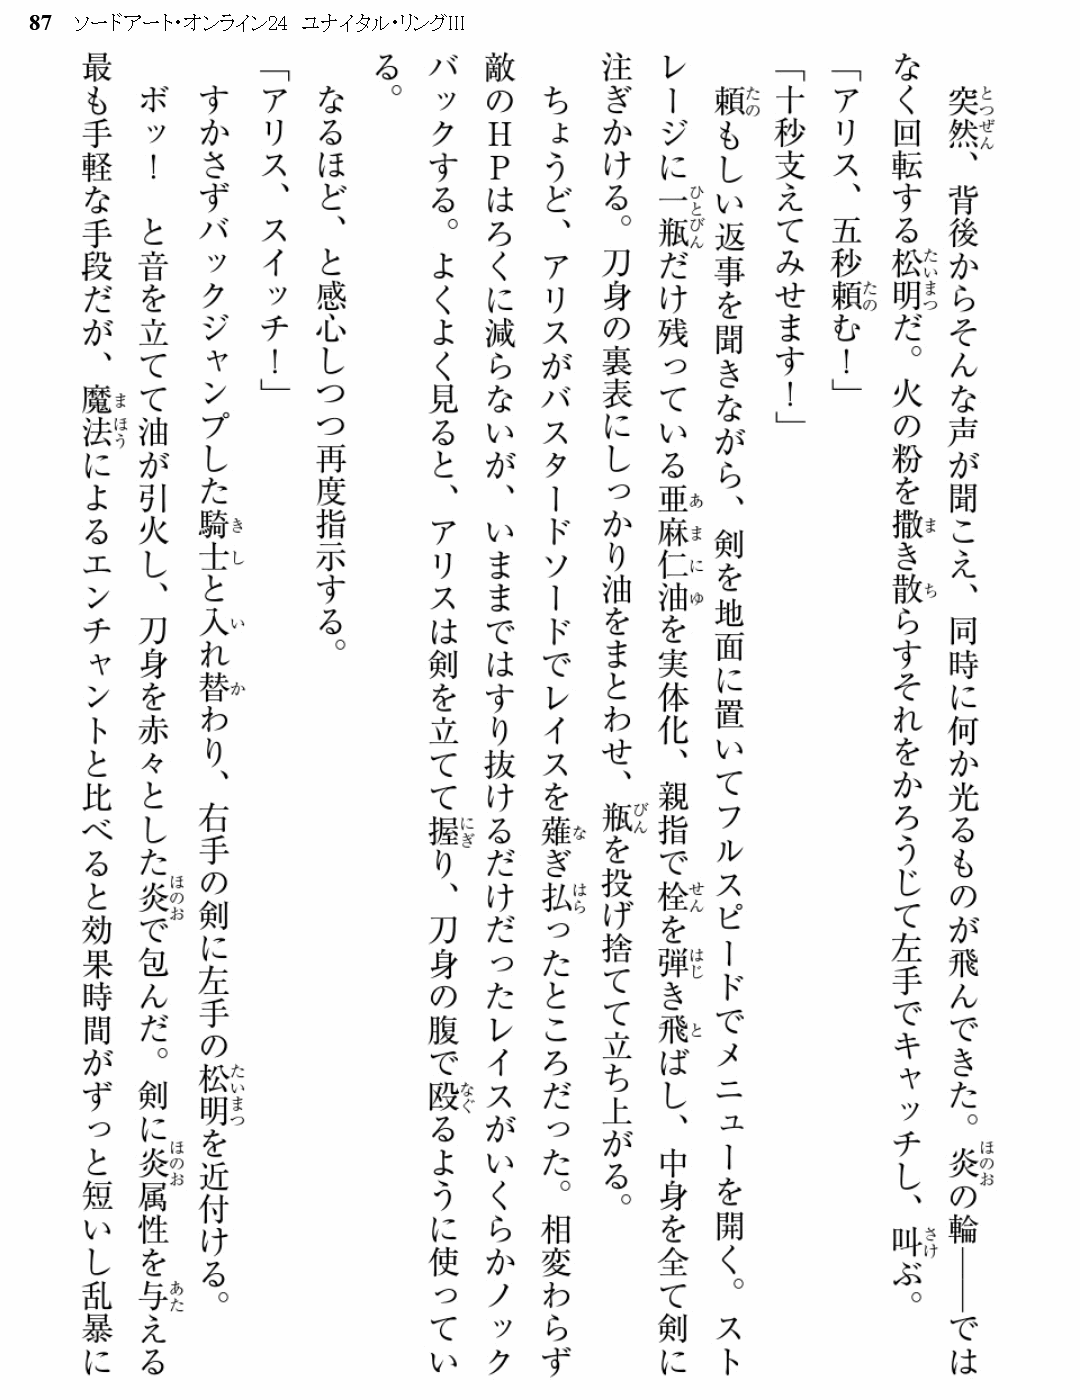 87 ソードアート・オンライン24 ユナイタル・リングIII
突然、背後からそんな声が聞こえ、同時に何か光るものが飛んできた。炎の輪――では
なく回転する松明だ。火の粉を撒き散らすそれをかろうじて左手でキャッチし、叫ぶ。
「アリス、五秒頼む！」
「十秒支えてみせます！」
頼もしい返事を聞きながら、剣を地面に置いてフルスピードでメニューを開く。スト
レージに一瓶だけ残っている亜麻仁油を実体化、親指で栓を弾き飛ばし、中身を全て剣に
注ぎかける。刀身の裏表にしっかり油をまとわせ、瓶を投げ捨てて立ち上がる。
ちょうど、アリスがバスタードソードでレイスを薙ぎ払ったところだった。相変わらず
敵のＨＰはろくに減らないが、いままではすり抜けるだけだったレイスがいくらかノック
バックする。よくよく見ると、アリスは剣を立てて握り、刀身の腹で殴るように使ってい
る。
なるほど、と感心しつつ再度指示する。
「アリス、スイッチ！」
すかさずバックジャンプした騎士と入れ替わり、右手の剣に左手の松明を近付ける。
ボッ！　と音を立てて油が引火し、刀身を赤々とした炎で包んだ。剣に炎属性を与える
最も手軽な手段だが、魔法によるエンチャントと比べると効果時間がずっと短いし乱暴に